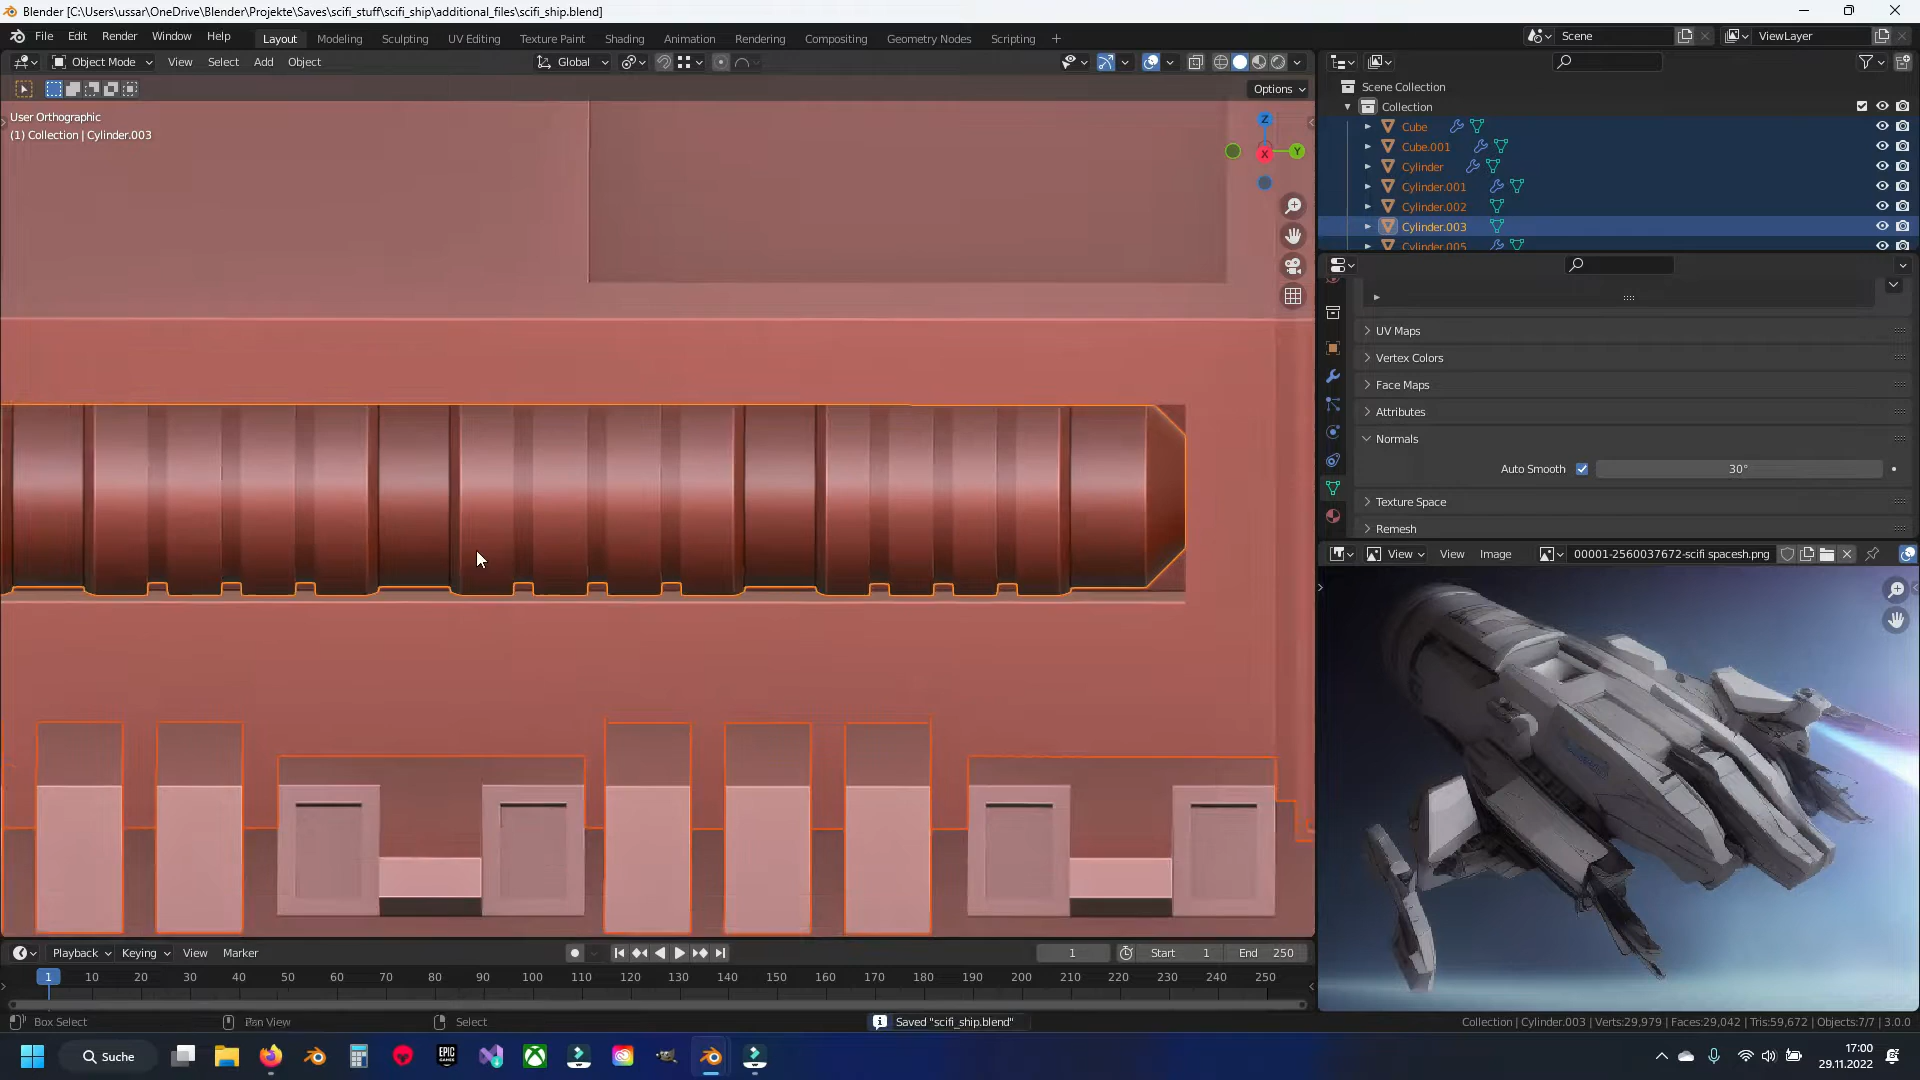 Blender [C:\Users\ussar\OneDrive\Blender\Projekte\Saves\scifi_stuff\scifi_ship\additional_files\scifi_ship.blend]
File Edit Render Window Help Layout Modeling Sculpting UV Editing Texture Paint Shading Animation Rendering Compositing Geometry Nodes Scripting + Scene ViewLayer
Object Mode View Select Add Object Global
Options
User Orthographic
(1) Collection | Cylinder.003
Z
X
Y
Scene Collection
Collection
Cube
Cube.001
Cylinder
Cylinder.001
Cylinder.002
Cylinder.003
Cylinder.005
UV Maps
Vertex Colors
Face Maps
Attributes
Normals
Auto Smooth 30°
Texture Space
Remesh
View View Image 00001-2560037672-scifi spacesh.png
Playback Keying View Marker 1 Start 1 End 250
1 10 20 30 40 50 60 70 80 90 100 110 120 130 140 150 160 170 180 190 200 210 220 230 240 250
Box Select Pan View Select Saved "scifi_ship.blend" Collection | Cylinder.003 | Verts:29,979 | Faces:29,042 | Tris:59,672 | Objects:7/7 | 3.0.0
Suche
EPIC GAMES
17:00
29.11.2022